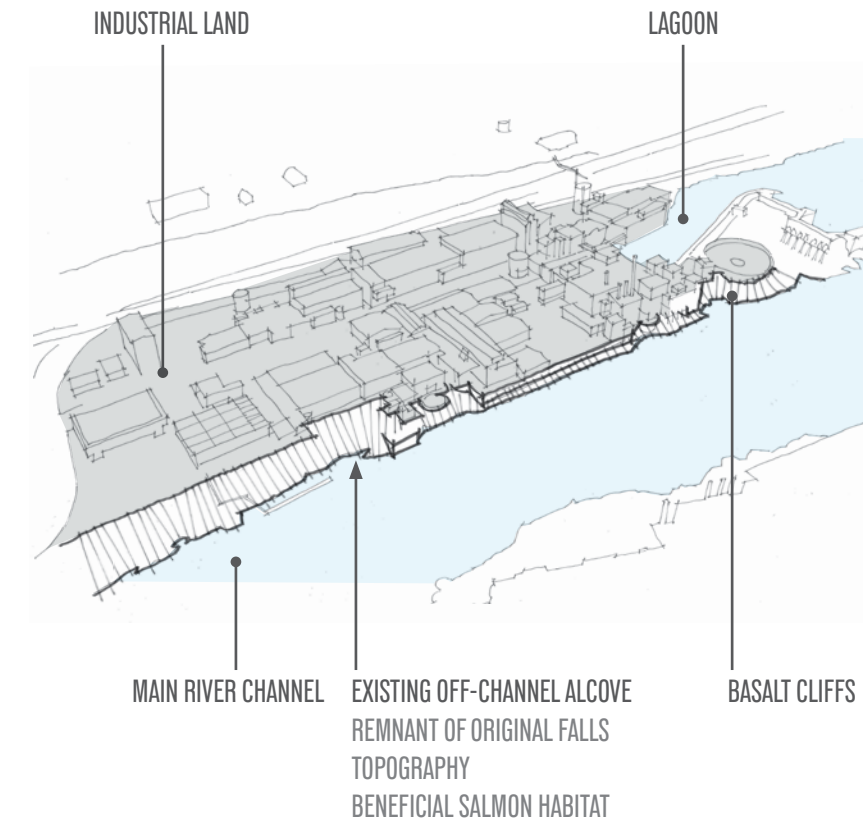 INDUSTRIAL LAND
LAGOON
MAIN RIVER CHANNEL
EXISTING OFF-CHANNEL ALCOVE
REMNANT OF ORIGINAL FALLS
TOPOGRAPHY
BENEFICIAL SALMON HABITAT
BASALT CLIFFS